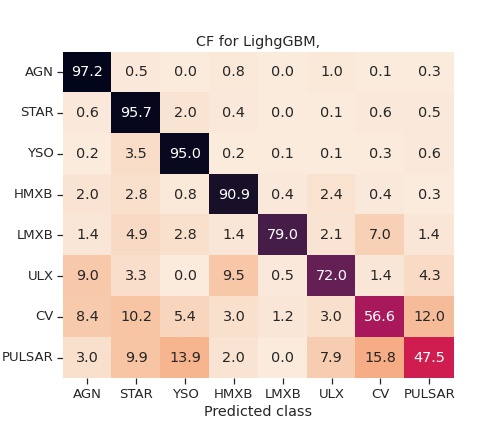 CF for LighgGBM,
AGN 97.2 0.5 0.0 0.8 0.0 1.0 0.1 0.3
STAR 0.6 95.7 2.0 0.4 0.0 0.1 0.6 0.5
YSO 0.2 3.5 95.0 0.2 0.1 0.1 0.3 0.6
HMXB 2.0 2.8 0.8 90.9 0.4 2.4 0.4 0.3
LMXB 1.4 4.9 2.8 1.4 79.0 2.1 7.0 1.4
ULX 9.0 3.3 0.0 9.5 0.5 72.0 1.4 4.3
CV 8.4 10.2 5.4 3.0 1.2 3.0 56.6 12.0
PULSAR 3.0 9.9 13.9 2.0 0.0 7.9 15.8 47.5
AGN STAR YSO HMXB LMXB ULX CV PULSAR
Predicted class